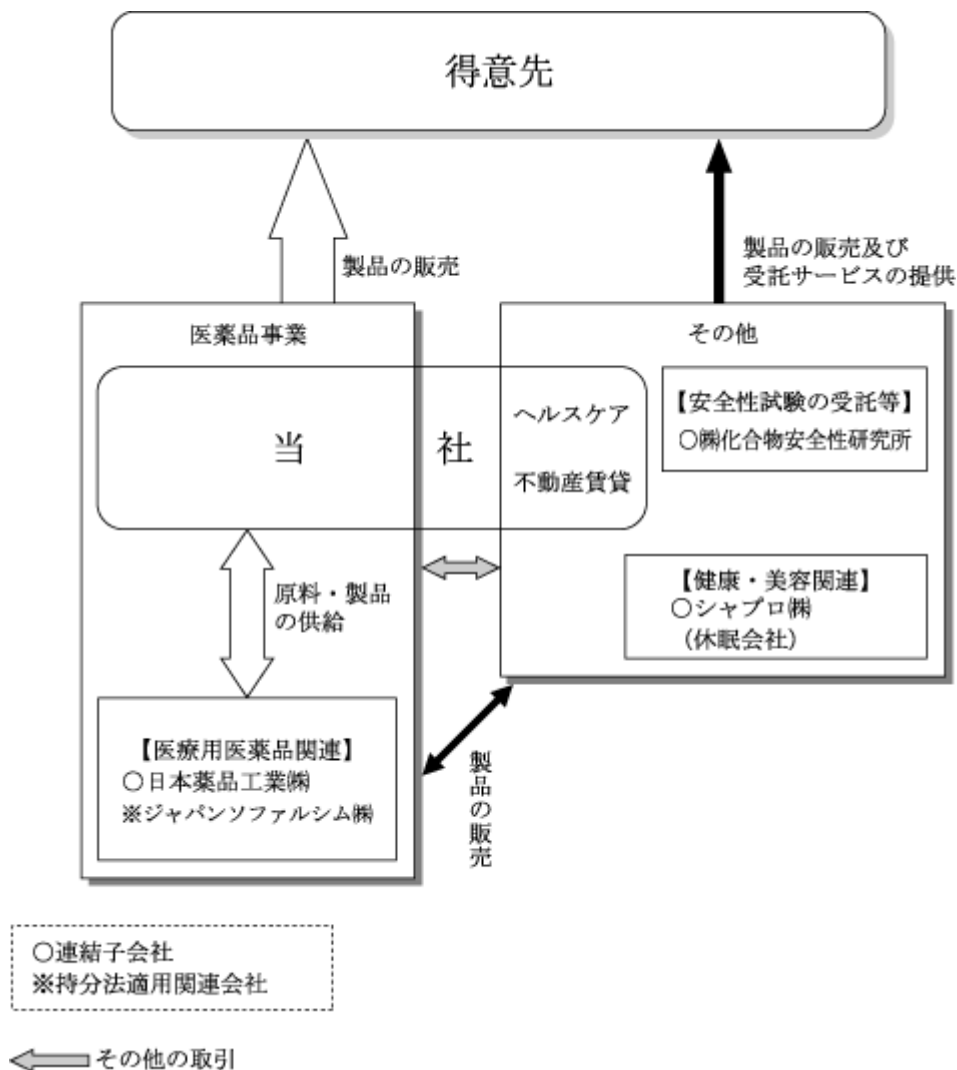 得意先
製品の販売
製品の販売及び
受託サービスの提供
医薬品事業
その他
当社
ヘルスケア
不動産賃貸
【安全性試験の受託等】
○㈱化合物安全性研究所
原料・製品
の供給
【健康・美容関連】
○シャプロ㈱
（休眠会社）
【医療用医薬品関連】
○日本薬品工業㈱
※ジャパンソファルシム㈱
製品の販売
○連結子会社
※持分法適用関連会社
その他の取引